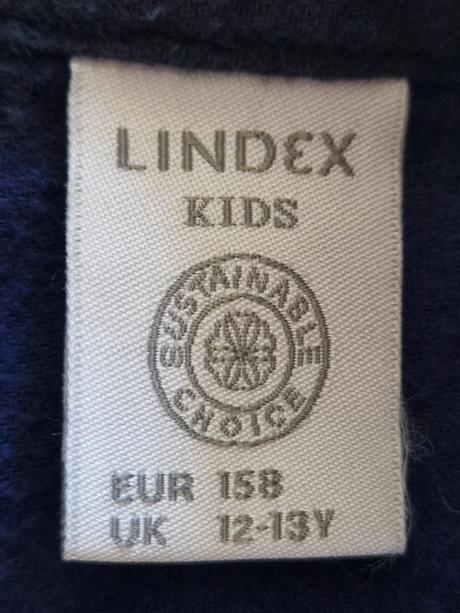 LINDEX
KIDS
SUSTAINABLE
CHOICE
EUR 158
UK 12-13Y